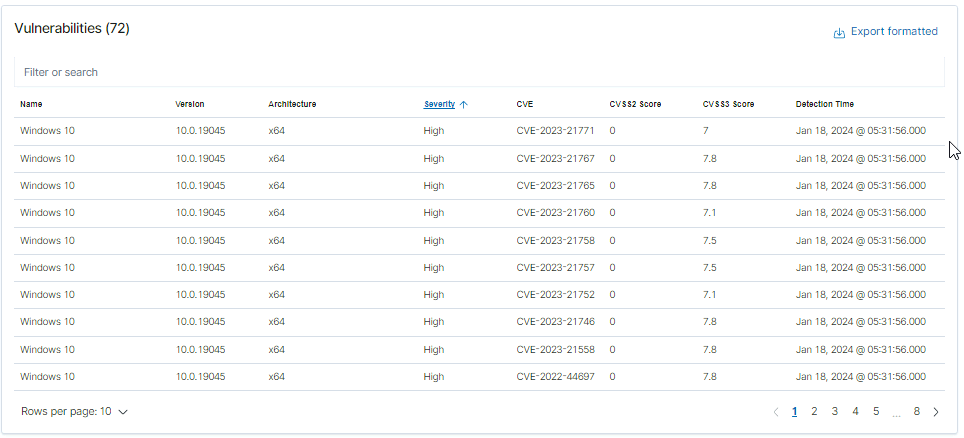 Vulnerabilities (72)
Export formatted
Filter or search
Name Version Architecture Severity CVE CVSS2 Score CVSS3 Score Detection Time
Windows 10 10.0.19045 x64 High CVE-2023-21771 0 7 Jan 18, 2024 @ 05:31:56.000
Windows 10 10.0.19045 x64 High CVE-2023-21767 0 7.8 Jan 18, 2024 @ 05:31:56.000
Windows 10 10.0.19045 x64 High CVE-2023-21765 0 7.8 Jan 18, 2024 @ 05:31:56.000
Windows 10 10.0.19045 x64 High CVE-2023-21760 0 7.1 Jan 18, 2024 @ 05:31:56.000
Windows 10 10.0.19045 x64 High CVE-2023-21758 0 7.5 Jan 18, 2024 @ 05:31:56.000
Windows 10 10.0.19045 x64 High CVE-2023-21757 0 7.5 Jan 18, 2024 @ 05:31:56.000
Windows 10 10.0.19045 x64 High CVE-2023-21752 0 7.1 Jan 18, 2024 @ 05:31:56.000
Windows 10 10.0.19045 x64 High CVE-2023-21746 0 7.8 Jan 18, 2024 @ 05:31:56.000
Windows 10 10.0.19045 x64 High CVE-2023-21558 0 7.8 Jan 18, 2024 @ 05:31:56.000
Windows 10 10.0.19045 x64 High CVE-2022-44697 0 7.8 Jan 18, 2024 @ 05:31:56.000
Rows per page: 10 1 2 3 4 5 ... 8